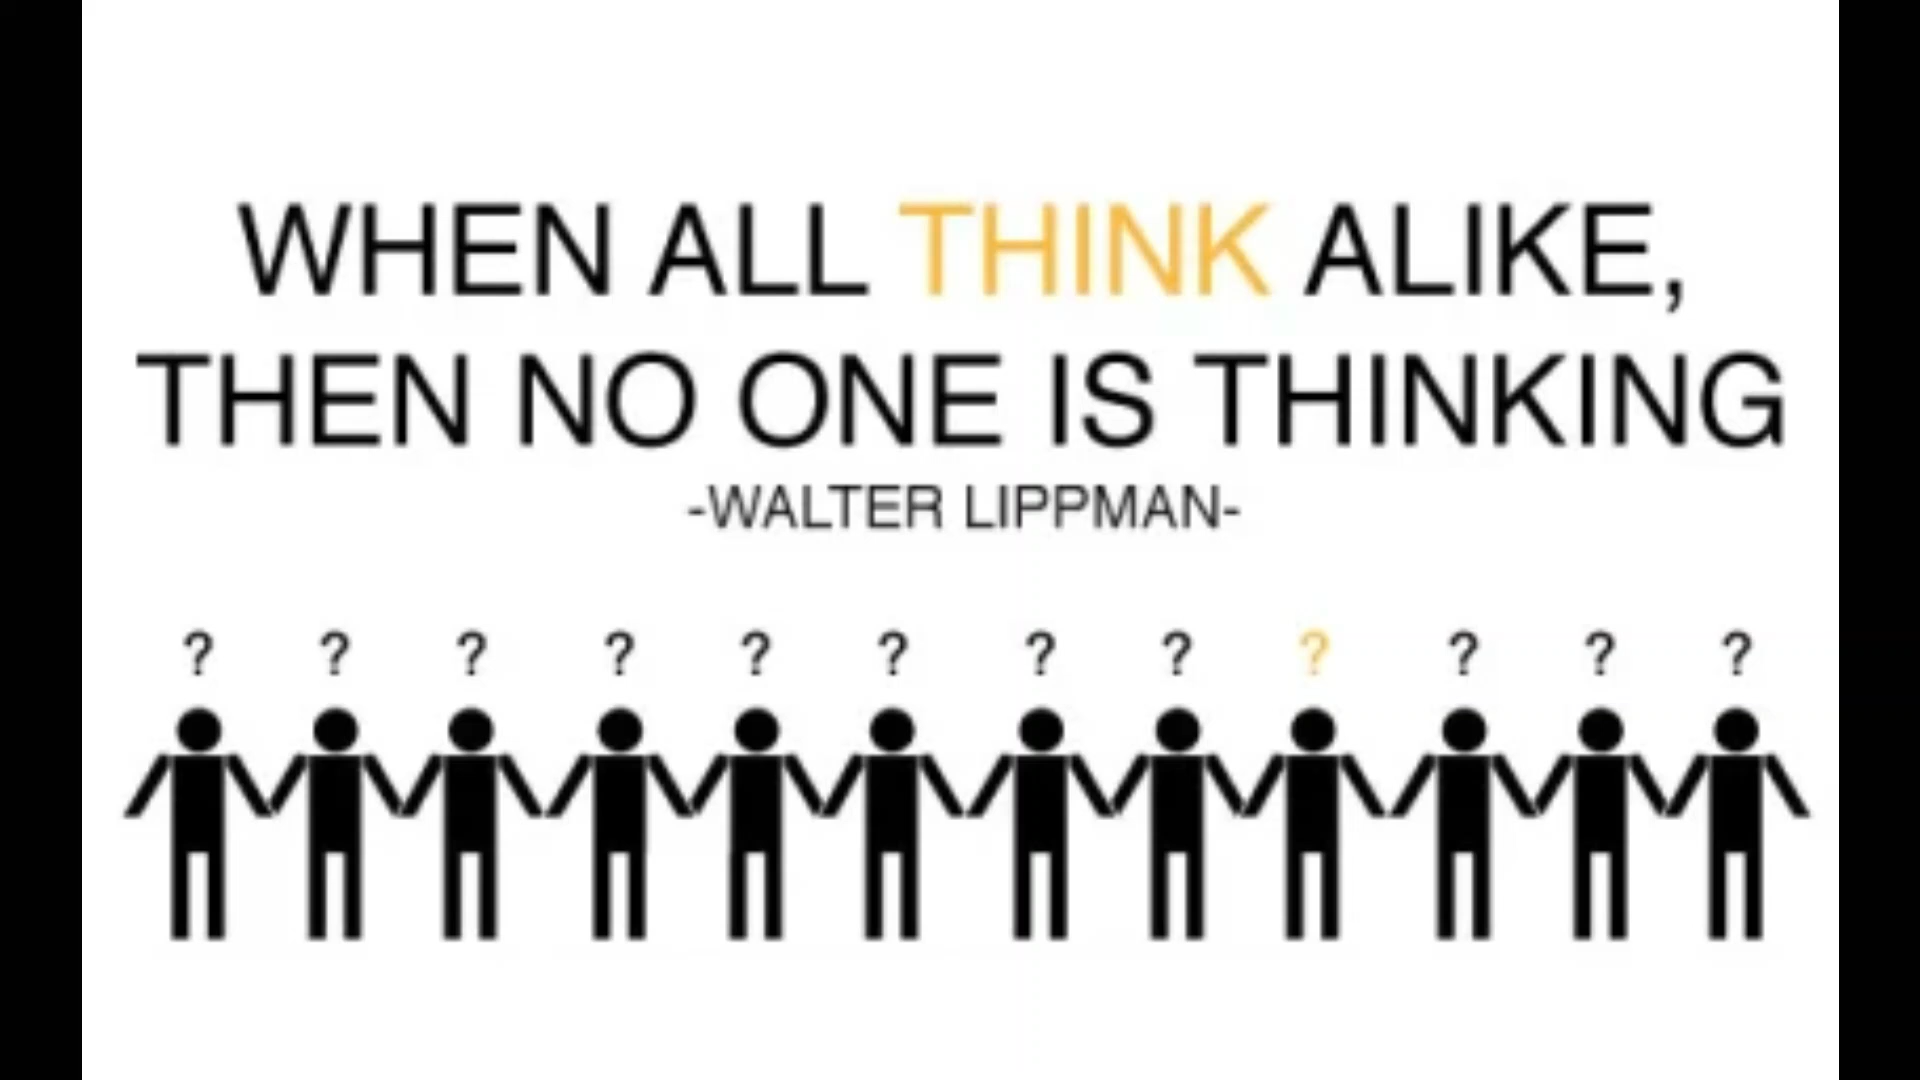 WHEN ALL THINK ALIKE,
THEN NO ONE IS THINKING
-WALTER LIPPMAN-
? ? ? ? ? ? ? ? ? ? ? ?